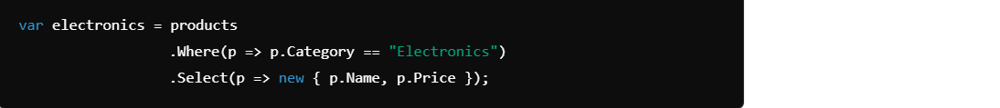 var electronics = products
.Where(p => p.Category == "Electronics")
.Select(p => new { p.Name, p.Price });